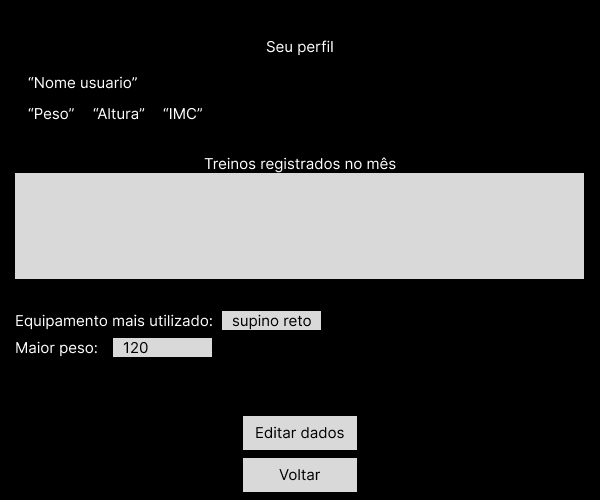 Seu perfil
“Nome usuario”
“Peso” “Altura” “IMC”
Treinos registrados no mês
Equipamento mais utilizado: supino reto
Maior peso: 120
Editar dados
Voltar